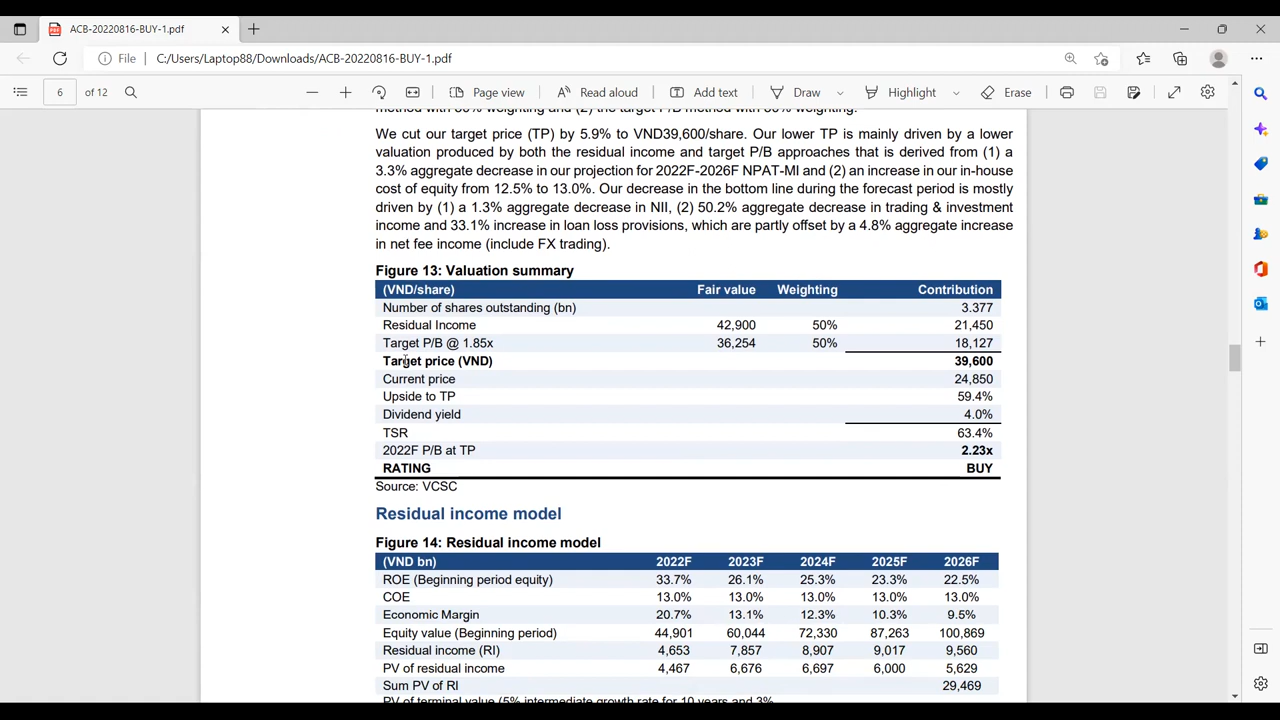 ACB-20220816-BUY-1.pdf
File C:/Users/Laptop88/Downloads/ACB-20220816-BUY-1.pdf
6 of 12 Page view Read aloud Add text Draw Highlight Erase
We cut our target price (TP) by 5.9% to VND39,600/share. Our lower TP is mainly driven by a lower
valuation produced by both the residual income and target P/B approaches that is derived from (1) a
3.3% aggregate decrease in our projection for 2022F-2026F NPAT-MI and (2) an increase in our in-house
cost of equity from 12.5% to 13.0%. Our decrease in the bottom line during the forecast period is mostly
driven by (1) a 1.3% aggregate decrease in NII, (2) 50.2% aggregate decrease in trading & investment
income and 33.1% increase in loan loss provisions, which are partly offset by a 4.8% aggregate increase
in net fee income (include FX trading).
Figure 13: Valuation summary
(VND/share) Fair value Weighting Contribution
Number of shares outstanding (bn) 3.377
Residual Income 42,900 50% 21,450
Target P/B @ 1.85x 36,254 50% 18,127
Target price (VND) 39,600
Current price 24,850
Upside to TP 59.4%
Dividend yield 4.0%
TSR 63.4%
2022F P/B at TP 2.23x
RATING BUY
Source: VCSC
Residual income model
Figure 14: Residual income model
(VND bn) 2022F 2023F 2024F 2025F 2026F
ROE (Beginning period equity) 33.7% 26.1% 25.3% 23.3% 22.5%
COE 13.0% 13.0% 13.0% 13.0% 13.0%
Economic Margin 20.7% 13.1% 12.3% 10.3% 9.5%
Equity value (Beginning period) 44,901 60,044 72,330 87,263 100,869
Residual income (RI) 4,653 7,857 8,907 9,017 9,560
PV of residual income 4,467 6,676 6,697 6,000 5,629
Sum PV of RI 29,469
PV of terminal value (5% intermediate growth rate for 10 years and 3%